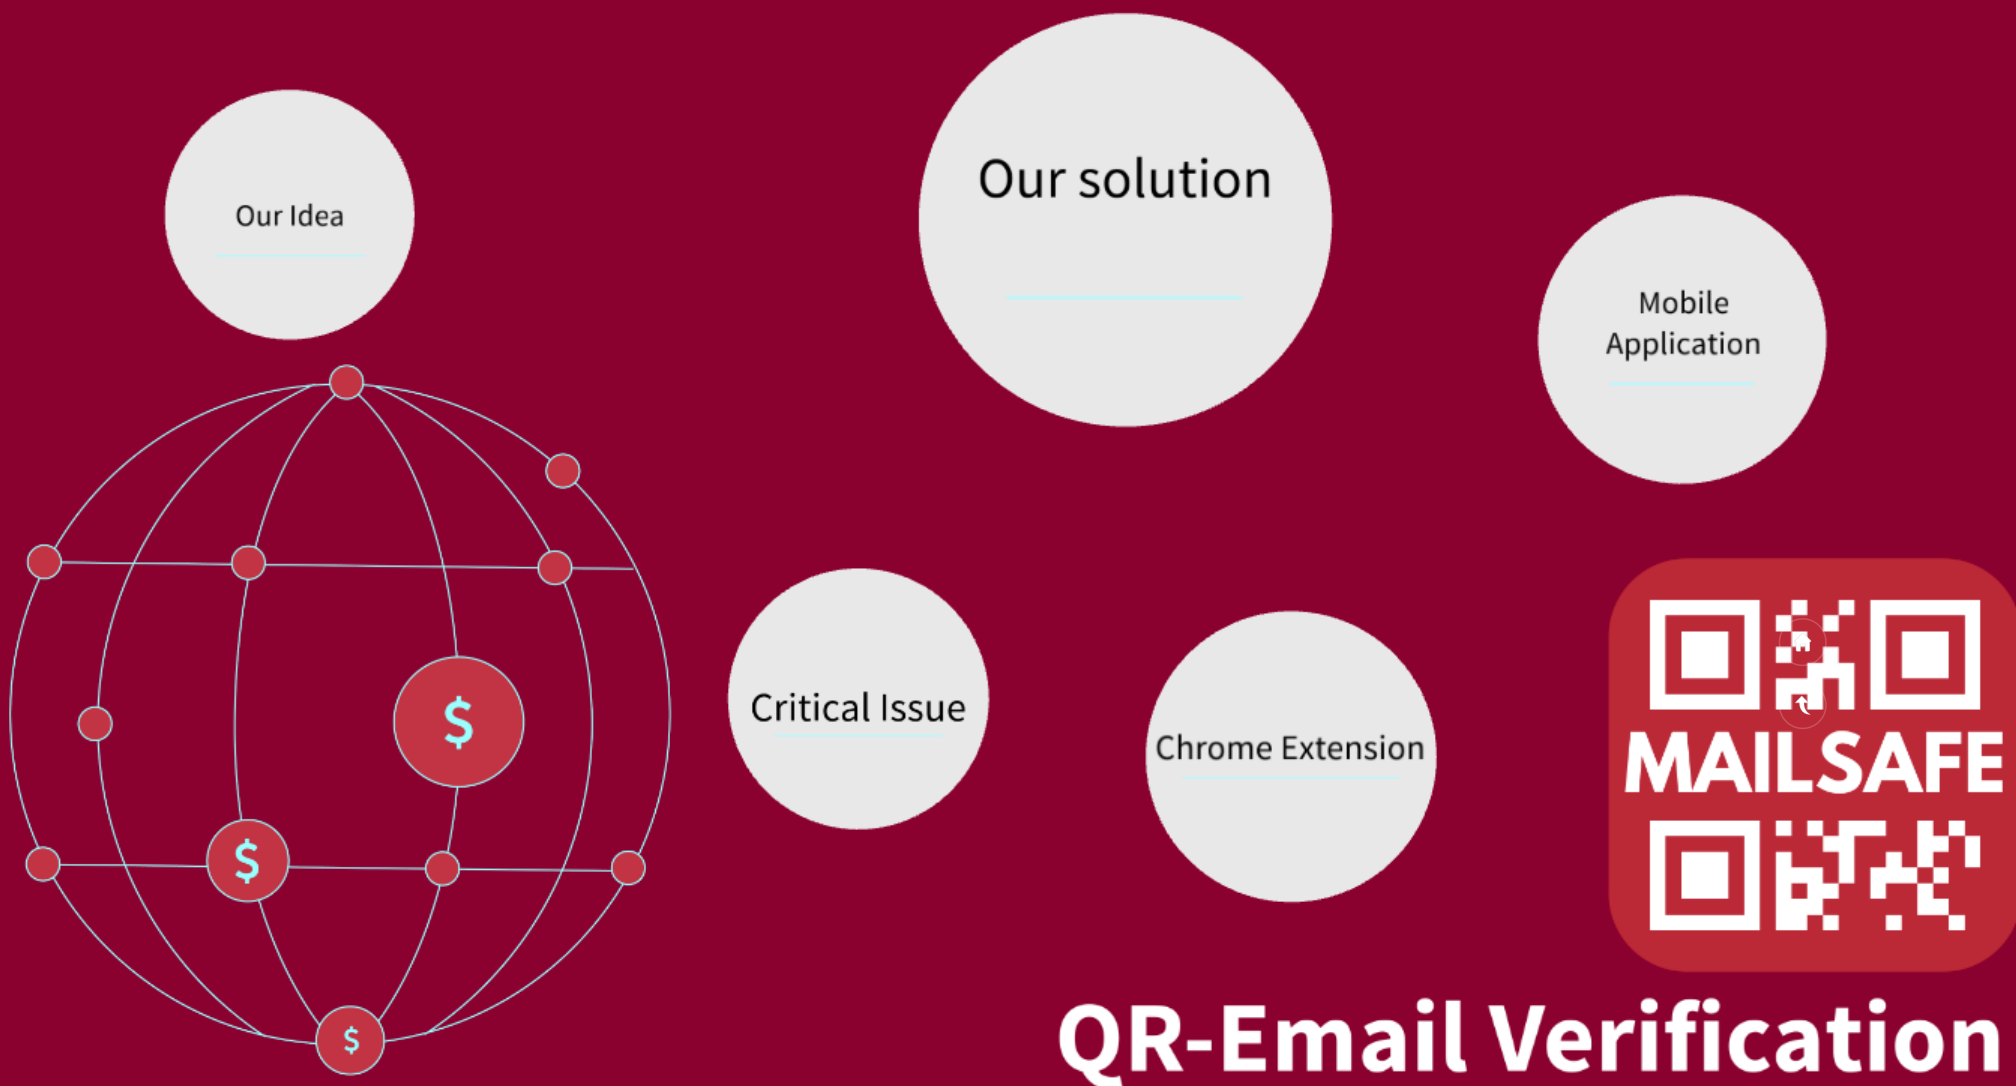 Our Idea
Our solution
Mobile
Application
Critical Issue
Chrome Extension
$
$
$
MAILSAFE
QR-Email Verification